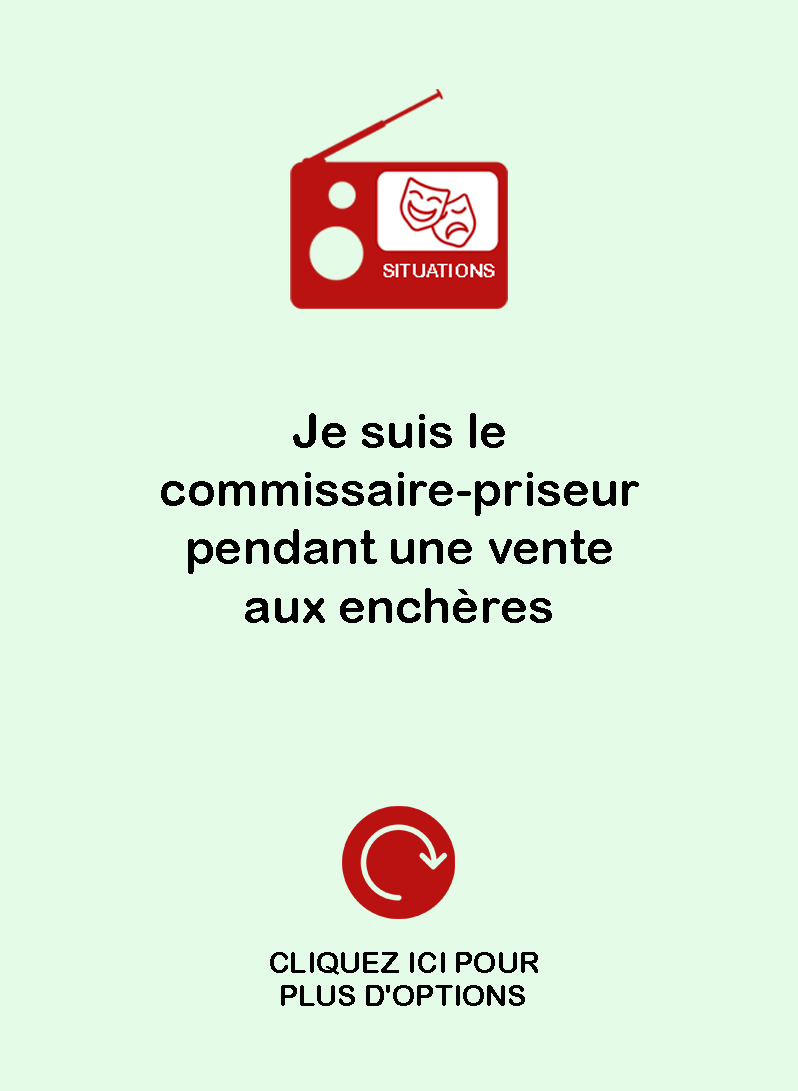 SITUATIONS
Je suis le
commissaire-priseur
pendant une vente
aux enchères
CLIQUEZ ICI POUR
PLUS D'OPTIONS